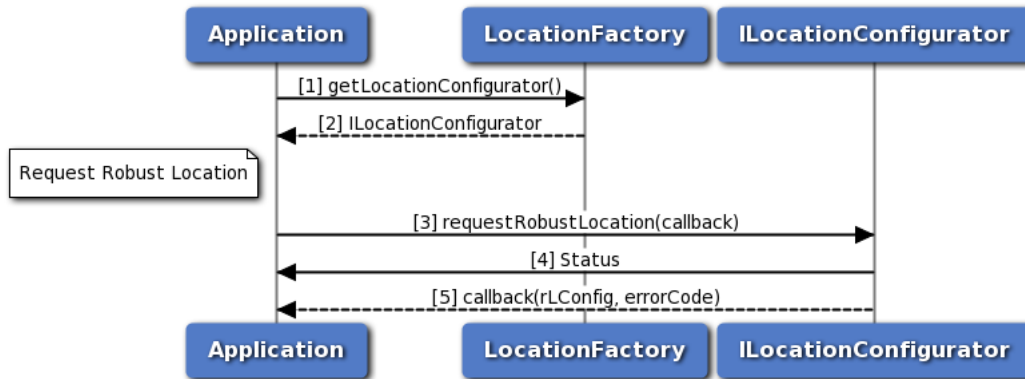 Application
LocationFactory
ILocationConfigurator
[1] getLocationConfigurator()
[2] ILocationConfigurator
Request Robust Location
[3] requestRobustLocation(callback)
[4] Status
[5] callback(rLConfig, errorCode)
Application
LocationFactory
ILocationConfigurator